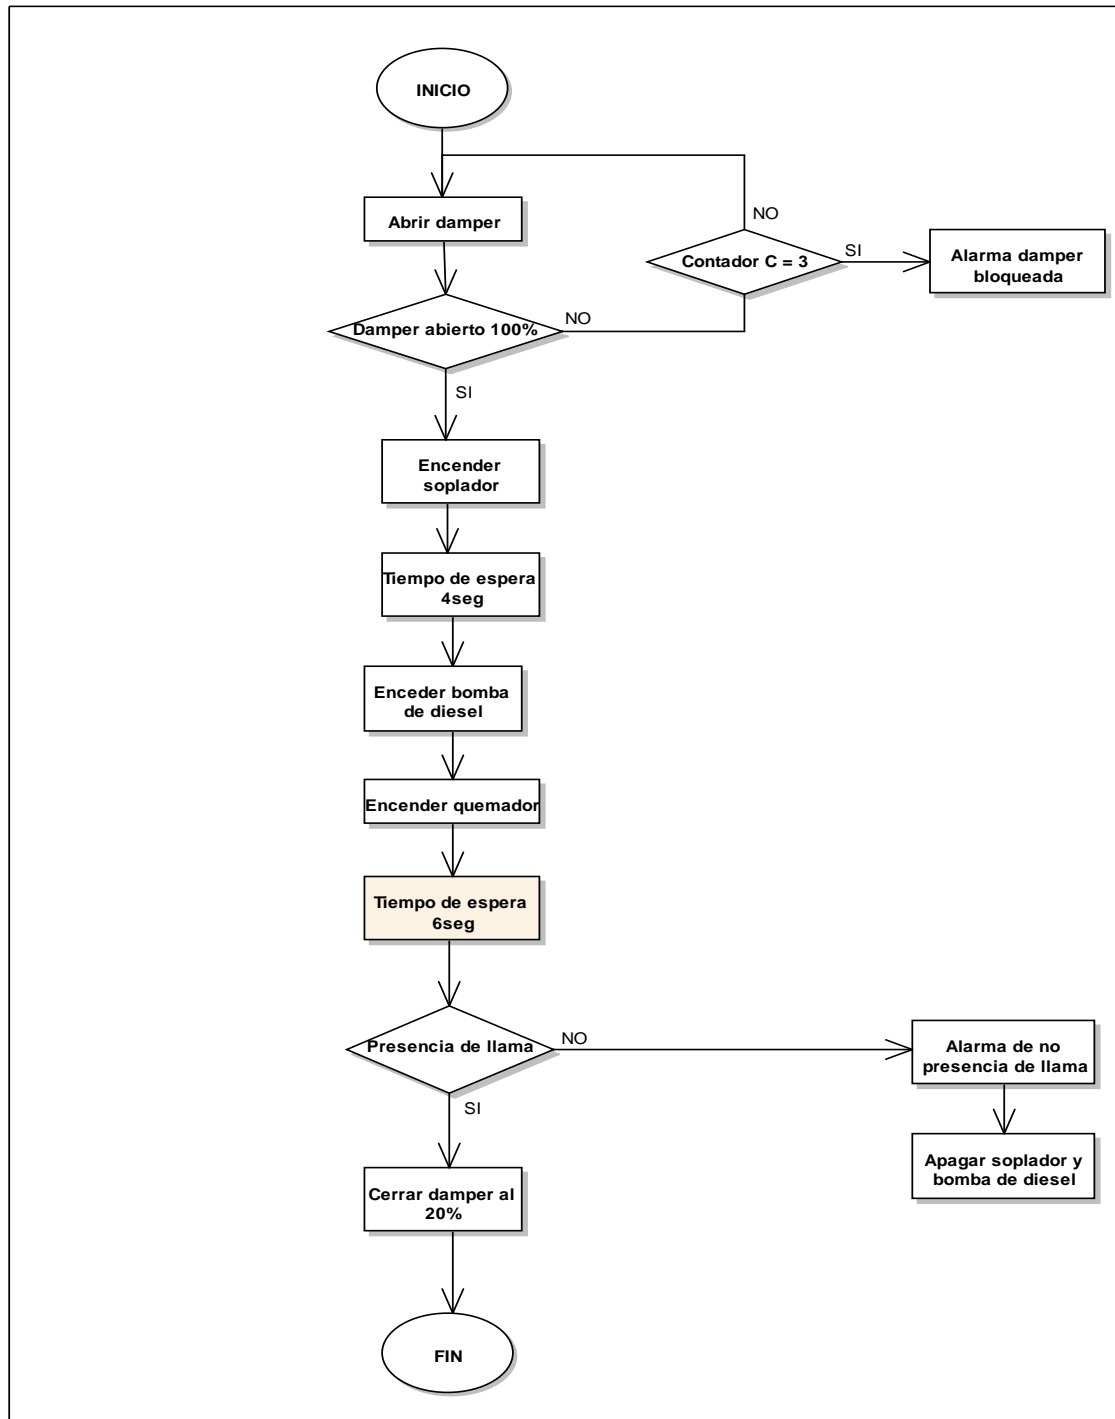 INICIO
Abrir damper
NO
Contador C = 3
SI
Alarma damper
bloqueada
Damper abierto 100%
NO
SI
Encender
soplador
Tiempo de espera
4seg
Enceder bomba
de diesel
Encender quemador
Tiempo de espera
6seg
Presencia de llama
NO
Alarma de no
presencia de llama
SI
Apagar soplador y
bomba de diesel
Cerrar damper al
20%
FIN